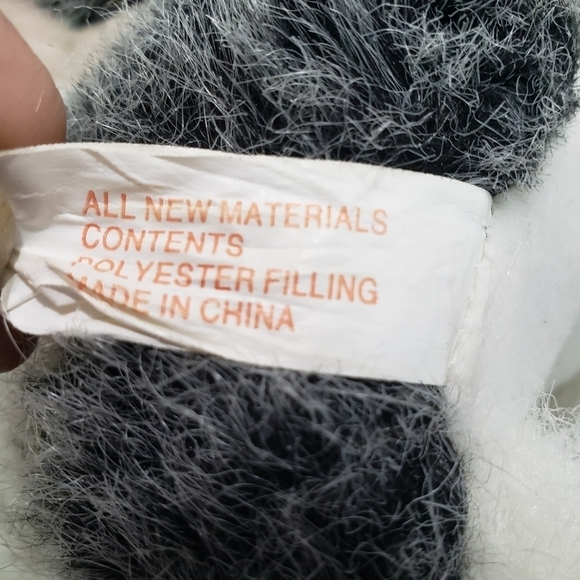 ALL NEW MATERIALS
CONTENTS
POLYESTER FILLING
MADE IN CHINA